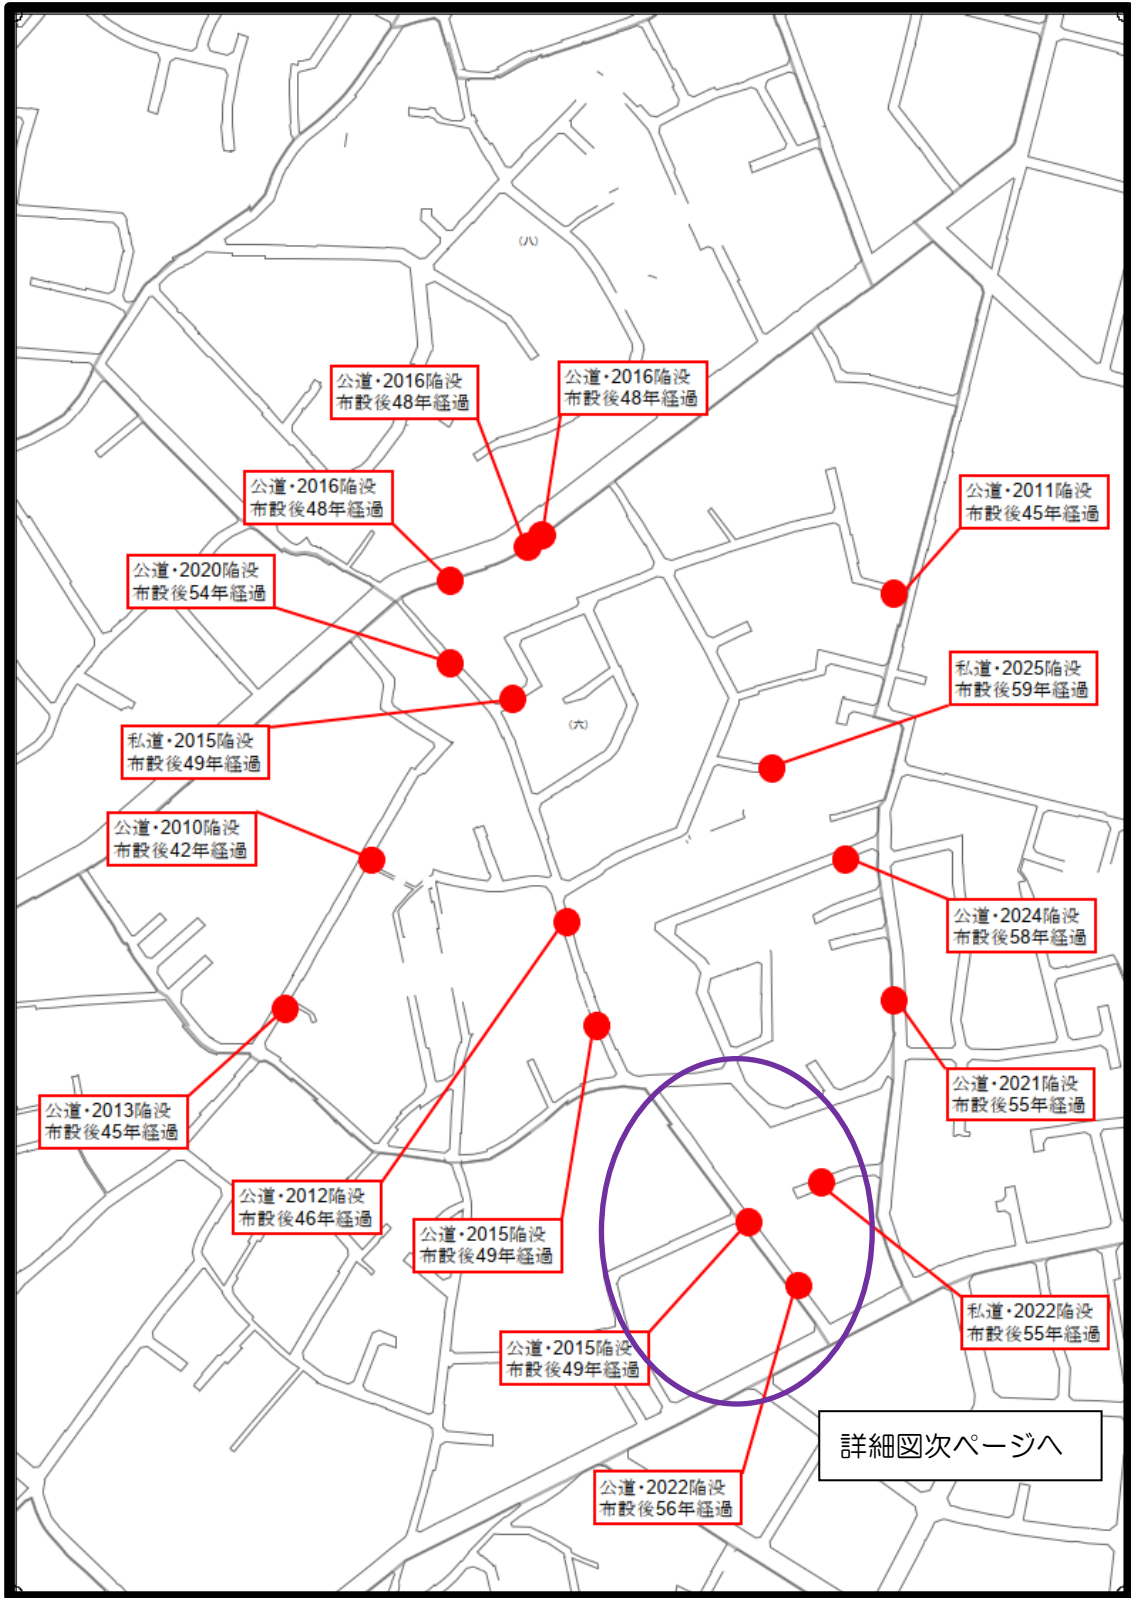 (八)
公道・2016陥没
布設後48年経過
公道・2016陥没
布設後48年経過
公道・2016陥没
布設後48年経過
公道・2011陥没
布設後45年経過
公道・2020陥没
布設後54年経過
私道・2025陥没
布設後59年経過
(六)
私道・2015陥没
布設後49年経過
公道・2010陥没
布設後42年経過
公道・2024陥没
布設後58年経過
公道・2021陥没
布設後55年経過
公道・2013陥没
布設後45年経過
公道・2012陥没
布設後46年経過
公道・2015陥没
布設後49年経過
私道・2022陥没
布設後55年経過
公道・2015陥没
布設後49年経過
詳細図次ページへ
公道・2022陥没
布設後56年経過